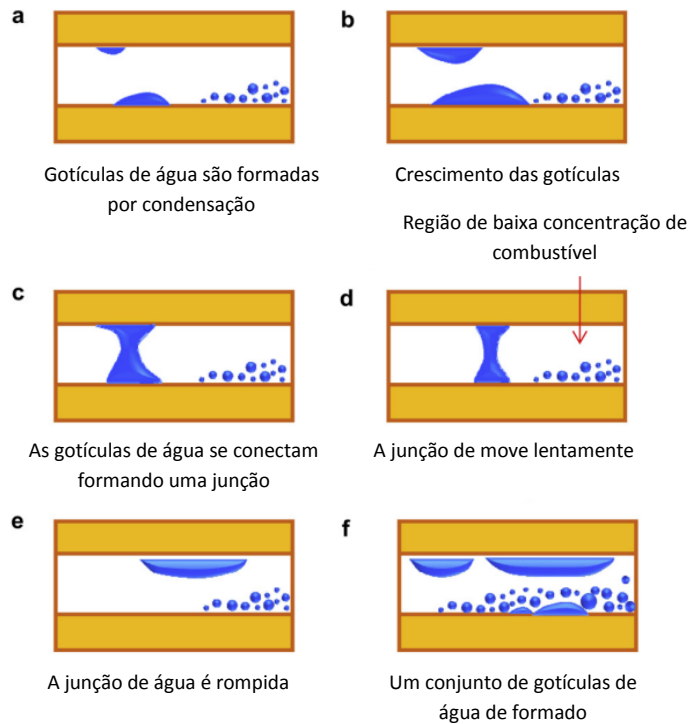 a
b
Gotículas de água são formadas
por condensação
Crescimento das gotículas
Região de baixa concentração de
combustível
c
d
As gotículas de água se conectam
formando uma junção
A junção de move lentamente
e
f
A junção de água é rompida
Um conjunto de gotículas de
água de formado